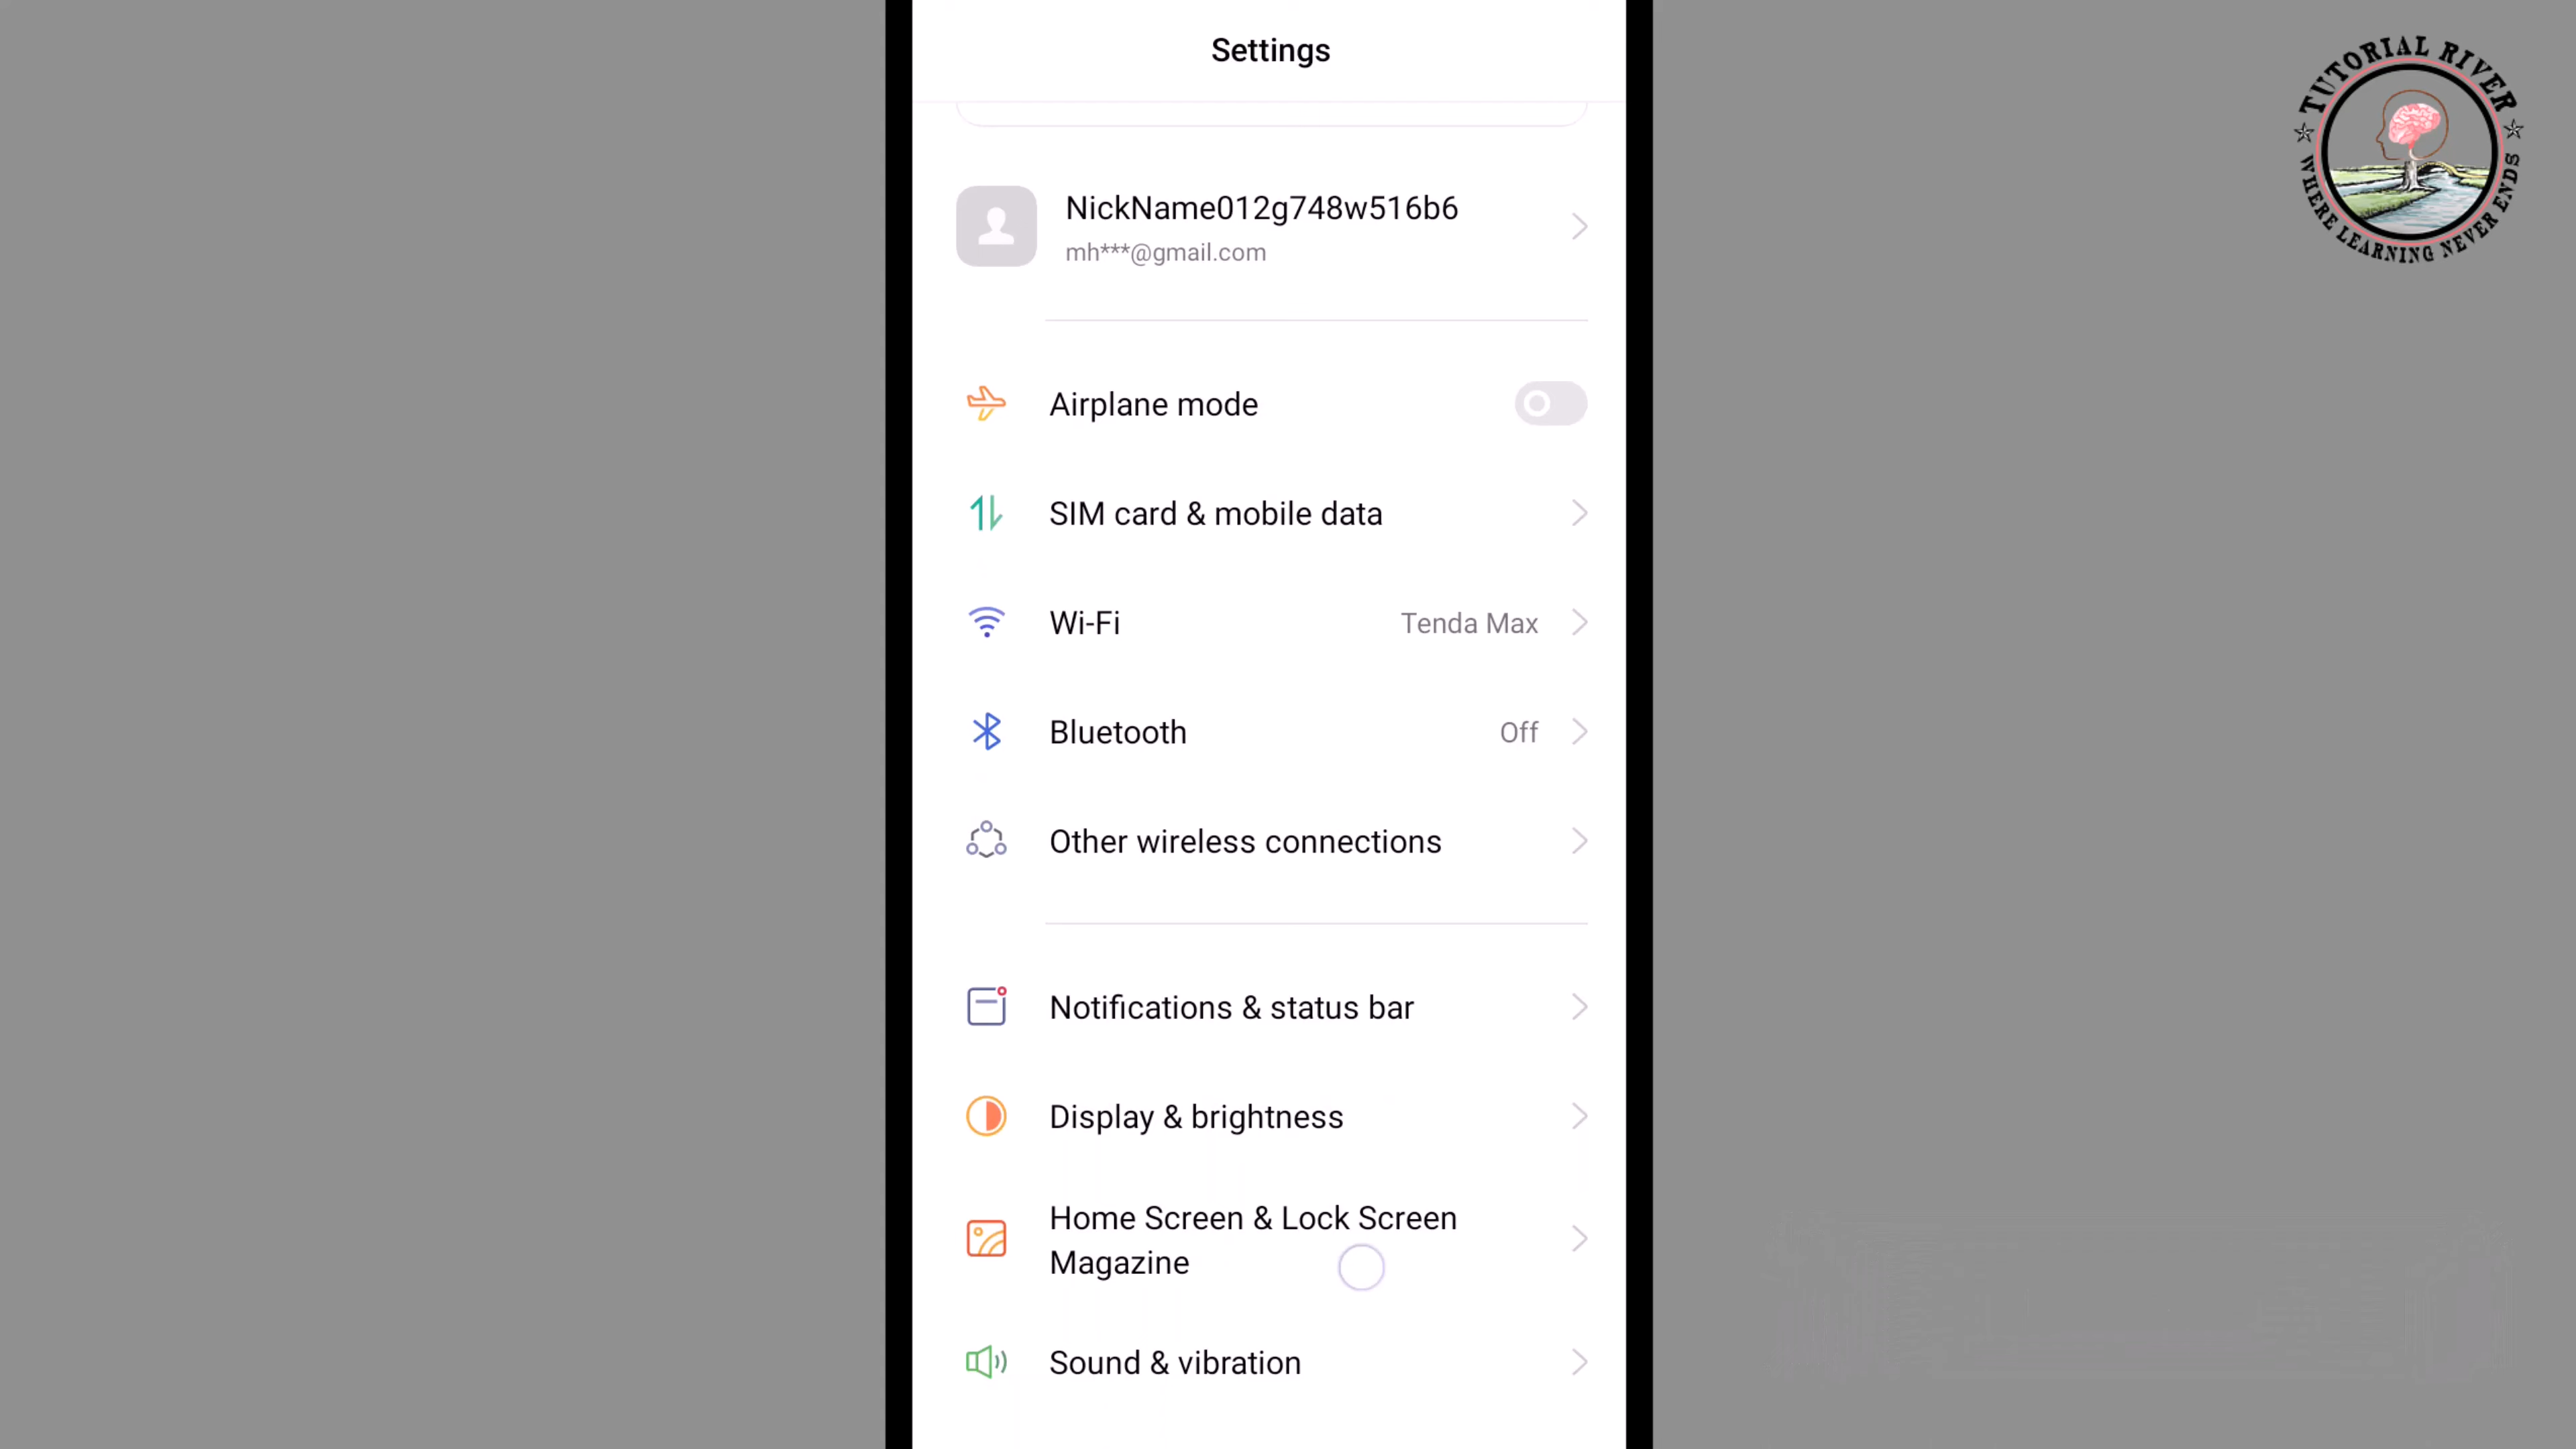 Settings
NickName012g748w516b6
mh***@gmail.com
Airplane mode
SIM card & mobile data
Wi-Fi Tenda Max
Bluetooth Off
Other wireless connections
Notifications & status bar
Display & brightness
Home Screen & Lock Screen
Magazine
Sound & vibration
TUTORIAL RIVER
WHERE LEARNING NEVER ENDS